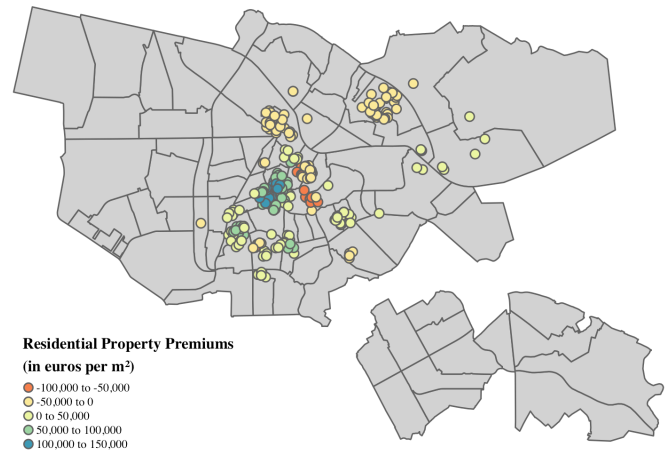 Residential Property Premiums
(in euros per m²)
-100,000 to -50,000
-50,000 to 0
0 to 50,000
50,000 to 100,000
100,000 to 150,000